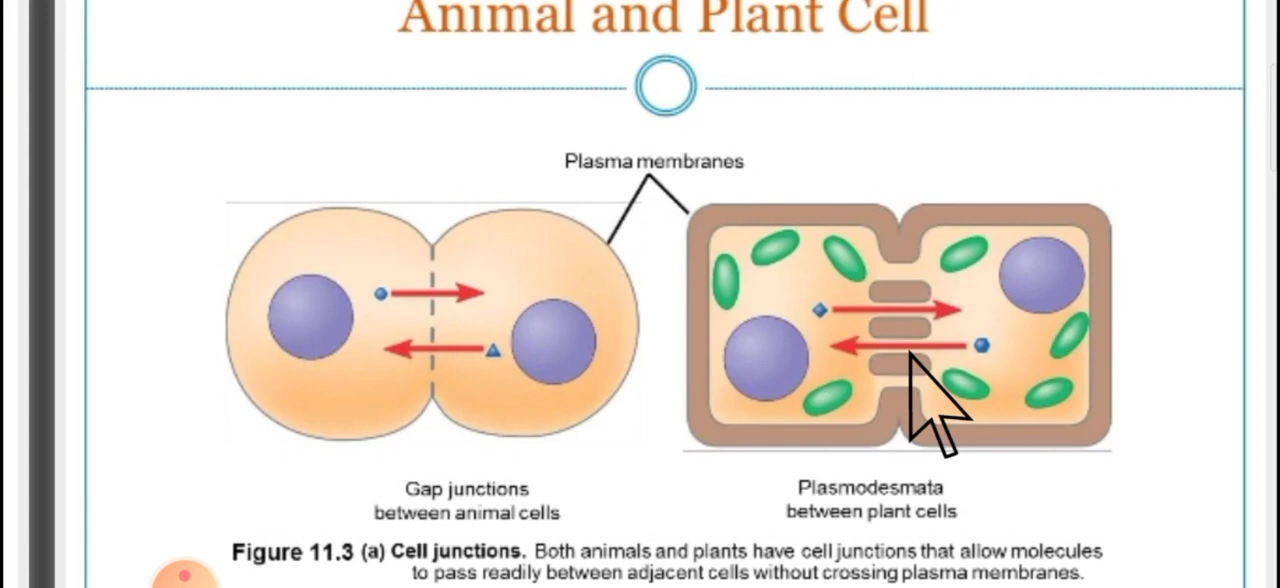 Animal and Plant Cell
Plasma membranes
Gap junctions
between animal cells
Plasmodesmata
between plant cells
Figure 11.3 (a) Cell junctions. Both animals and plants have cell junctions that allow molecules
to pass readily between adjacent cells without crossing plasma membranes.